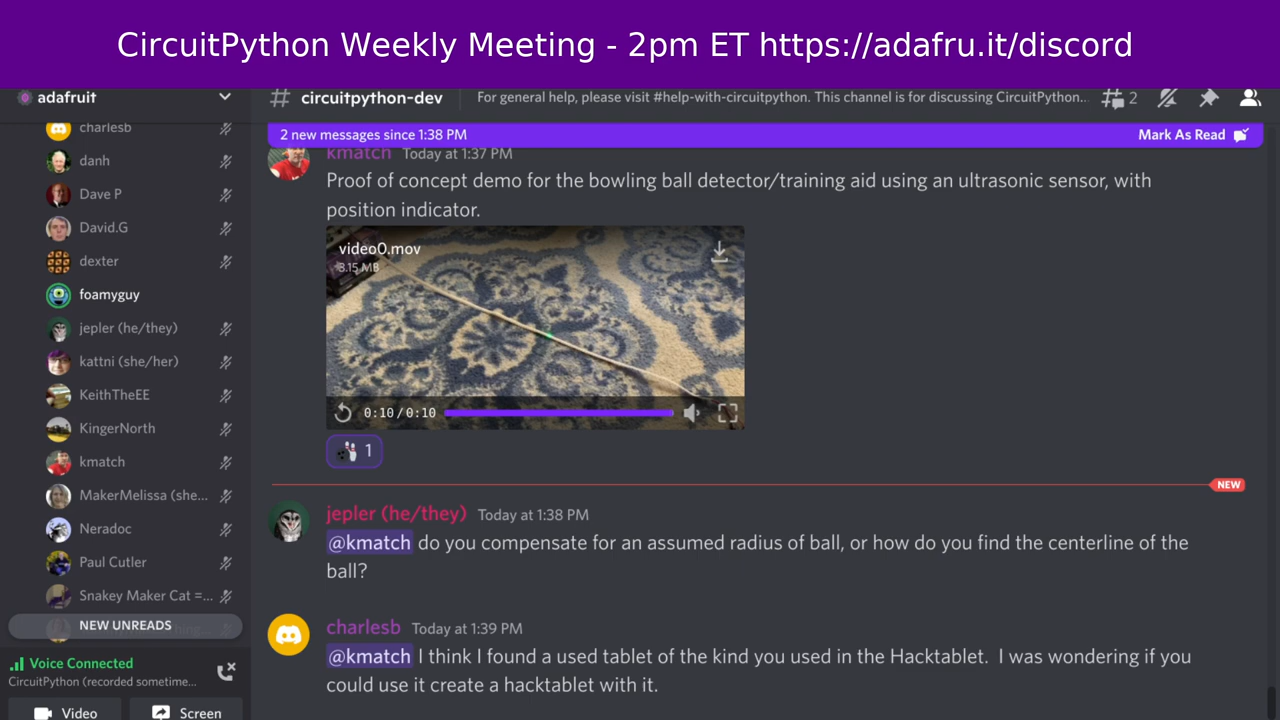 CircuitPython Weekly Meeting - 2pm ET https://adafru.it/discord
adafruit
charlesb
danh
Dave P
David.G
dexter
foamyguy
jepler (he/they)
kattni (she/her)
KeithTheEE
KingerNorth
kmatch
MakerMelissa (she...
Neradoc
Paul Cutler
Snakey Maker Cat =...
NEW UNREADS
Voice Connected
CircuitPython (recorded sometime...
Video
Screen
# circuitpython-dev
For general help, please visit #help-with-circuitpython. This channel is for discussing CircuitPython...
2
2 new messages since 1:38 PM
Mark As Read
kmatch Today at 1:37 PM
Proof of concept demo for the bowling ball detector/training aid using an ultrasonic sensor, with
position indicator.
video0.mov
3.15 MB
0:10/0:10
1
NEW
jepler (he/they) Today at 1:38 PM
@kmatch do you compensate for an assumed radius of ball, or how do you find the centerline of the
ball?
charlesb Today at 1:39 PM
@kmatch I think I found a used tablet of the kind you used in the Hacktablet.  I was wondering if you
could use it create a hacktablet with it.